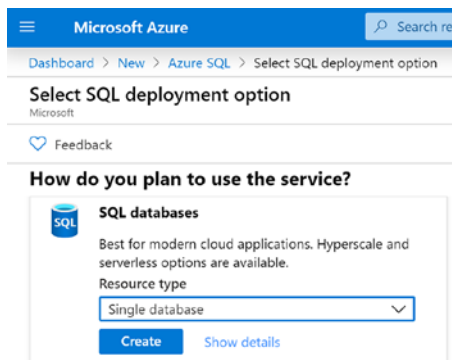 Microsoft Azure
Search re
Dashboard > New > Azure SQL > Select SQL deployment option
Select SQL deployment option
Microsoft
Feedback
How do you plan to use the service?
SQL
SQL databases
Best for modern cloud applications. Hyperscale and
serverless options are available.
Resource type
Single database
Create Show details